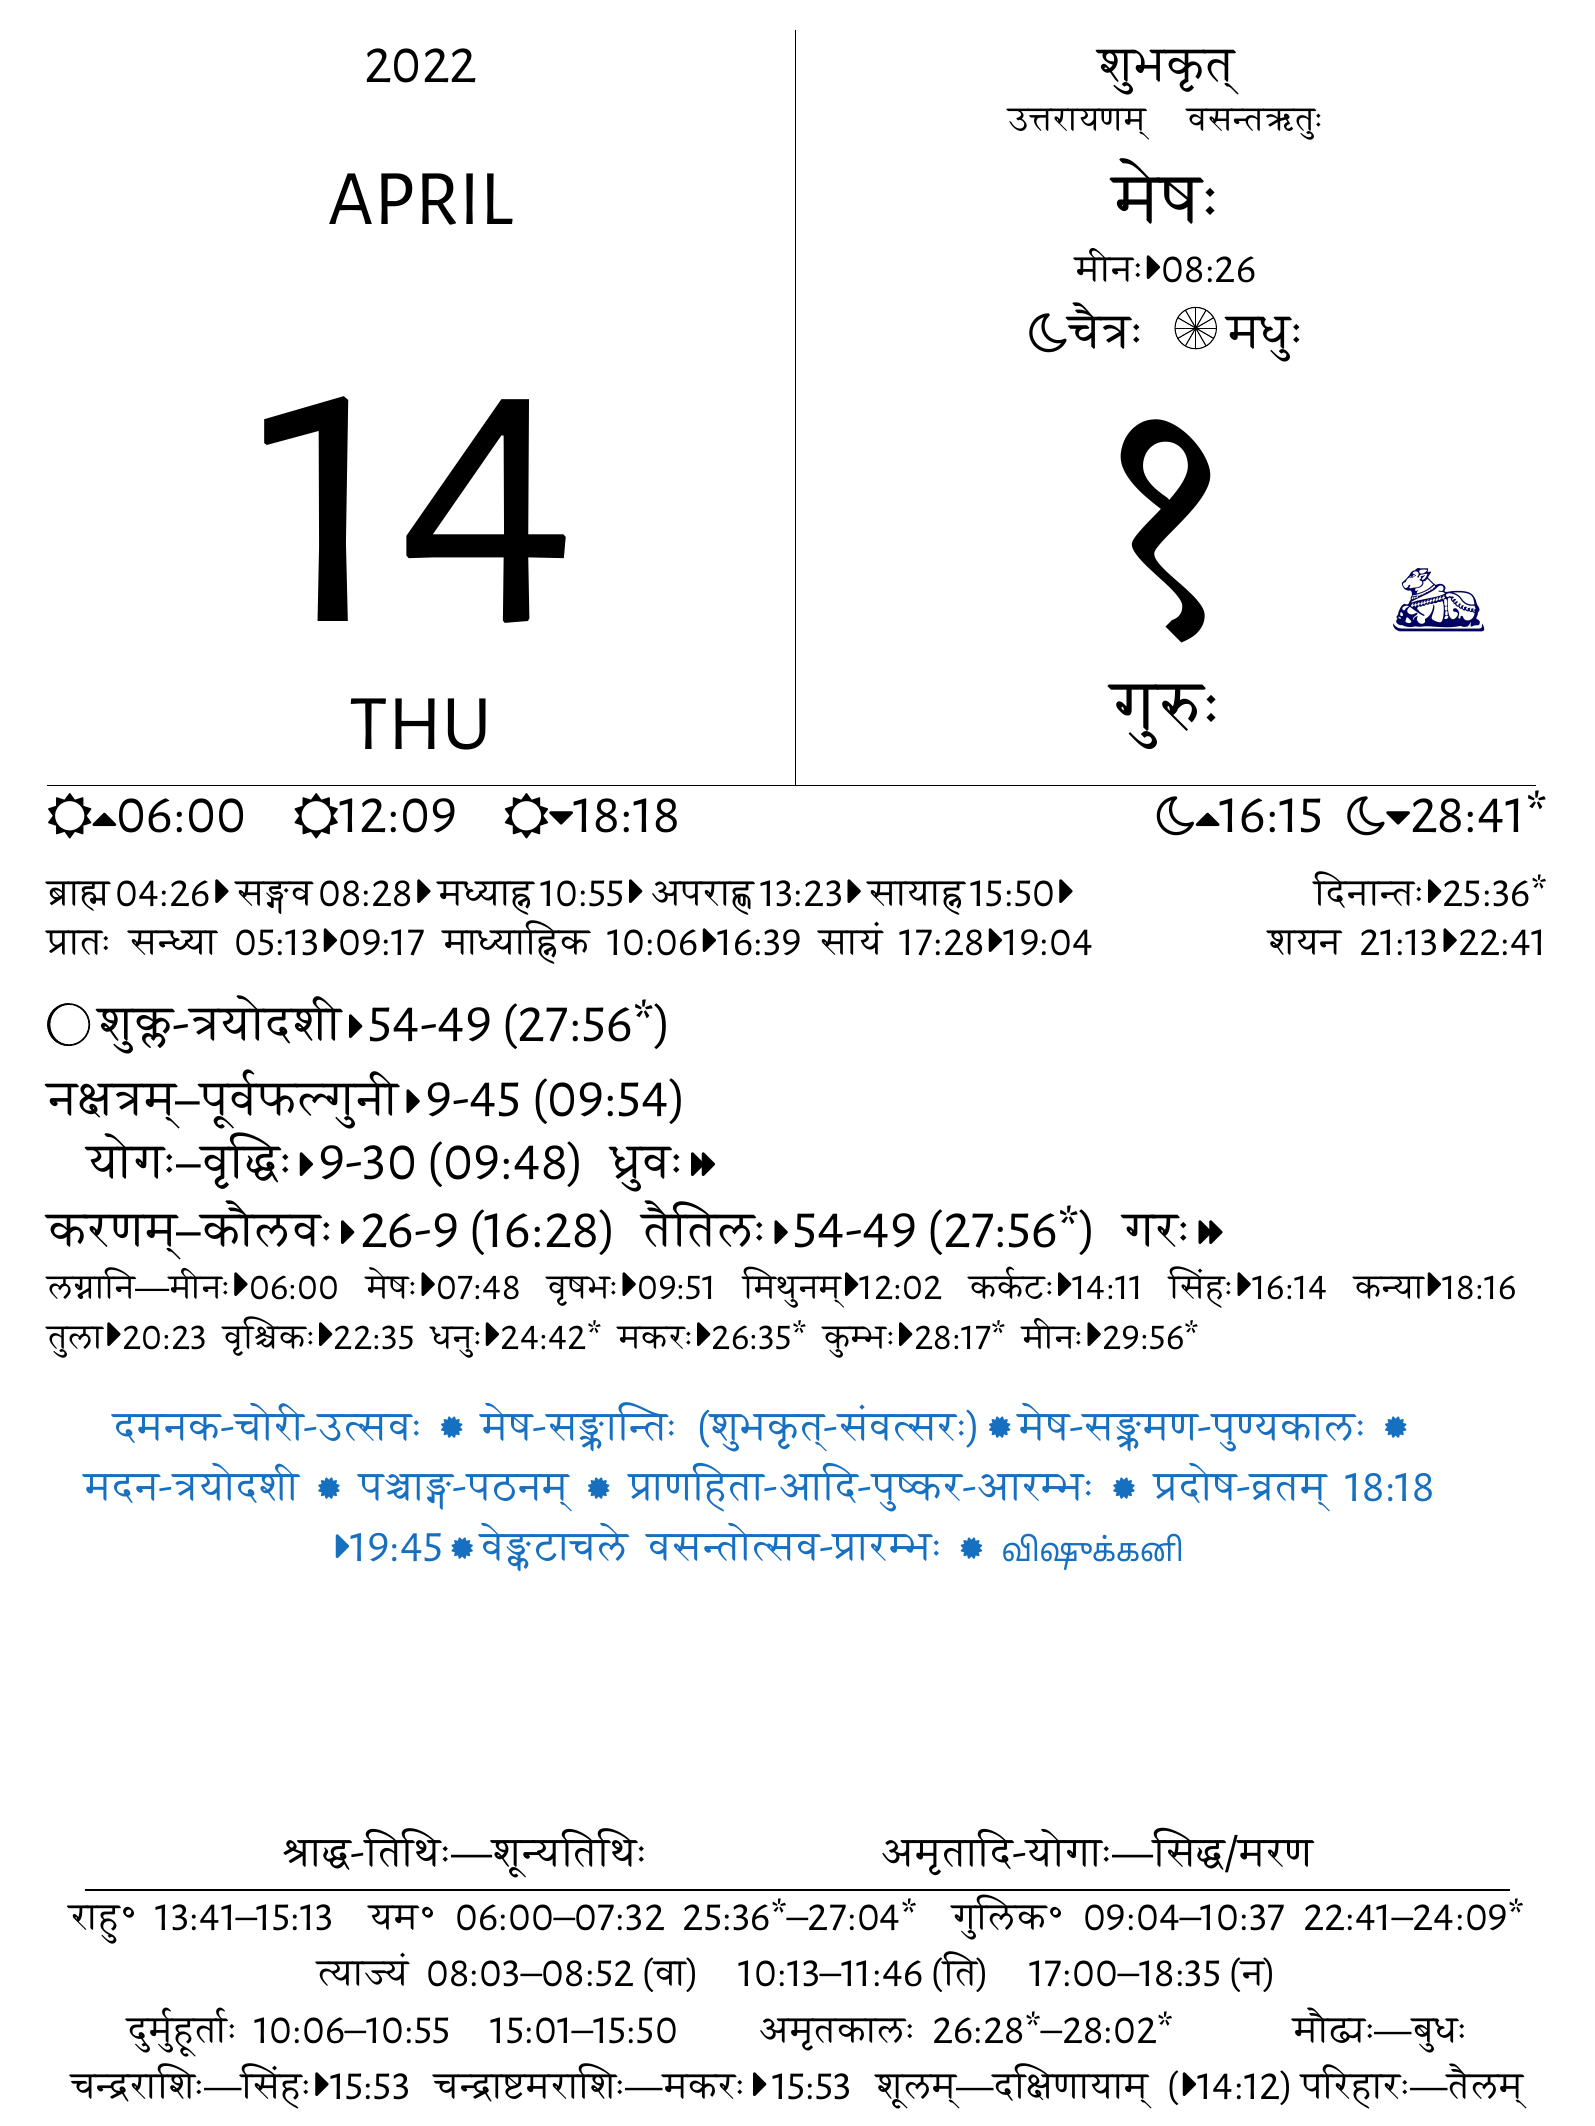 2022
APRIL
14
THU
शुभकृत्
उत्तरायणम् वसन्तऋतुः
मेषः
मीनः⏵08:26
चैत्रः मधुः
१
गुरुः
06:00 12:09 18:18 16:15 28:41*
ब्राह्म 04:26⏵ सङ्गव 08:28⏵ मध्याह्न 10:55⏵ अपराह्ण 13:23⏵ सायाह्न 15:50⏵ दिनान्तः⏵25:36*
प्रातः सन्ध्या 05:13⏵09:17 माध्याह्निक 10:06⏵16:39 सायं 17:28⏵19:04 शयन 21:13⏵22:41
शुक्ल-त्रयोदशी⏵54-49 (27:56*)
नक्षत्रम्–पूर्वफल्गुनी⏵9-45 (09:54)
योगः–वृद्धिः⏵9-30 (09:48) ध्रुवः⏩
करणम्–कौलवः⏵26-9 (16:28) तैतिलः⏵54-49 (27:56*) गरः⏩
लग्नानि—मीनः⏵06:00 मेषः⏵07:48 वृषभः⏵09:51 मिथुनम्⏵12:02 कर्कटः⏵14:11 सिंहः⏵16:14 कन्या⏵18:16
तुला⏵20:23 वृश्चिकः⏵22:35 धनुः⏵24:42* मकरः⏵26:35* कुम्भः⏵28:17* मीनः⏵29:56*
दमनक-चोरी-उत्सवः ✹ मेष-सङ्क्रान्तिः (शुभकृत्-संवत्सरः) ✹ मेष-सङ्क्रमण-पुण्यकालः ✹
मदन-त्रयोदशी ✹ पञ्चाङ्ग-पठनम् ✹ प्राणहिता-आदि-पुष्कर-आरम्भः ✹ प्रदोष-व्रतम् 18:18
⏵19:45 ✹ वेङ्कटाचले वसन्तोत्सव-प्रारम्भः ✹ விஷுக்கனி
श्राद्ध-तिथिः—शून्यतिथिः अमृतादि-योगाः—सिद्ध/मरण
राहु॰ 13:41–15:13 यम॰ 06:00–07:32 25:36*–27:04* गुलिक॰ 09:04–10:37 22:41–24:09*
त्याज्यं 08:03–08:52 (वा) 10:13–11:46 (ति) 17:00–18:35 (न)
दुर्मुहूर्ताः 10:06–10:55 15:01–15:50 अमृतकालः 26:28*–28:02* मौढ्यः—बुधः
चन्द्रराशिः—सिंहः⏵15:53 चन्द्राष्टमराशिः—मकरः⏵15:53 शूलम्—दक्षिणायाम् (⏵14:12) परिहारः—तैलम्